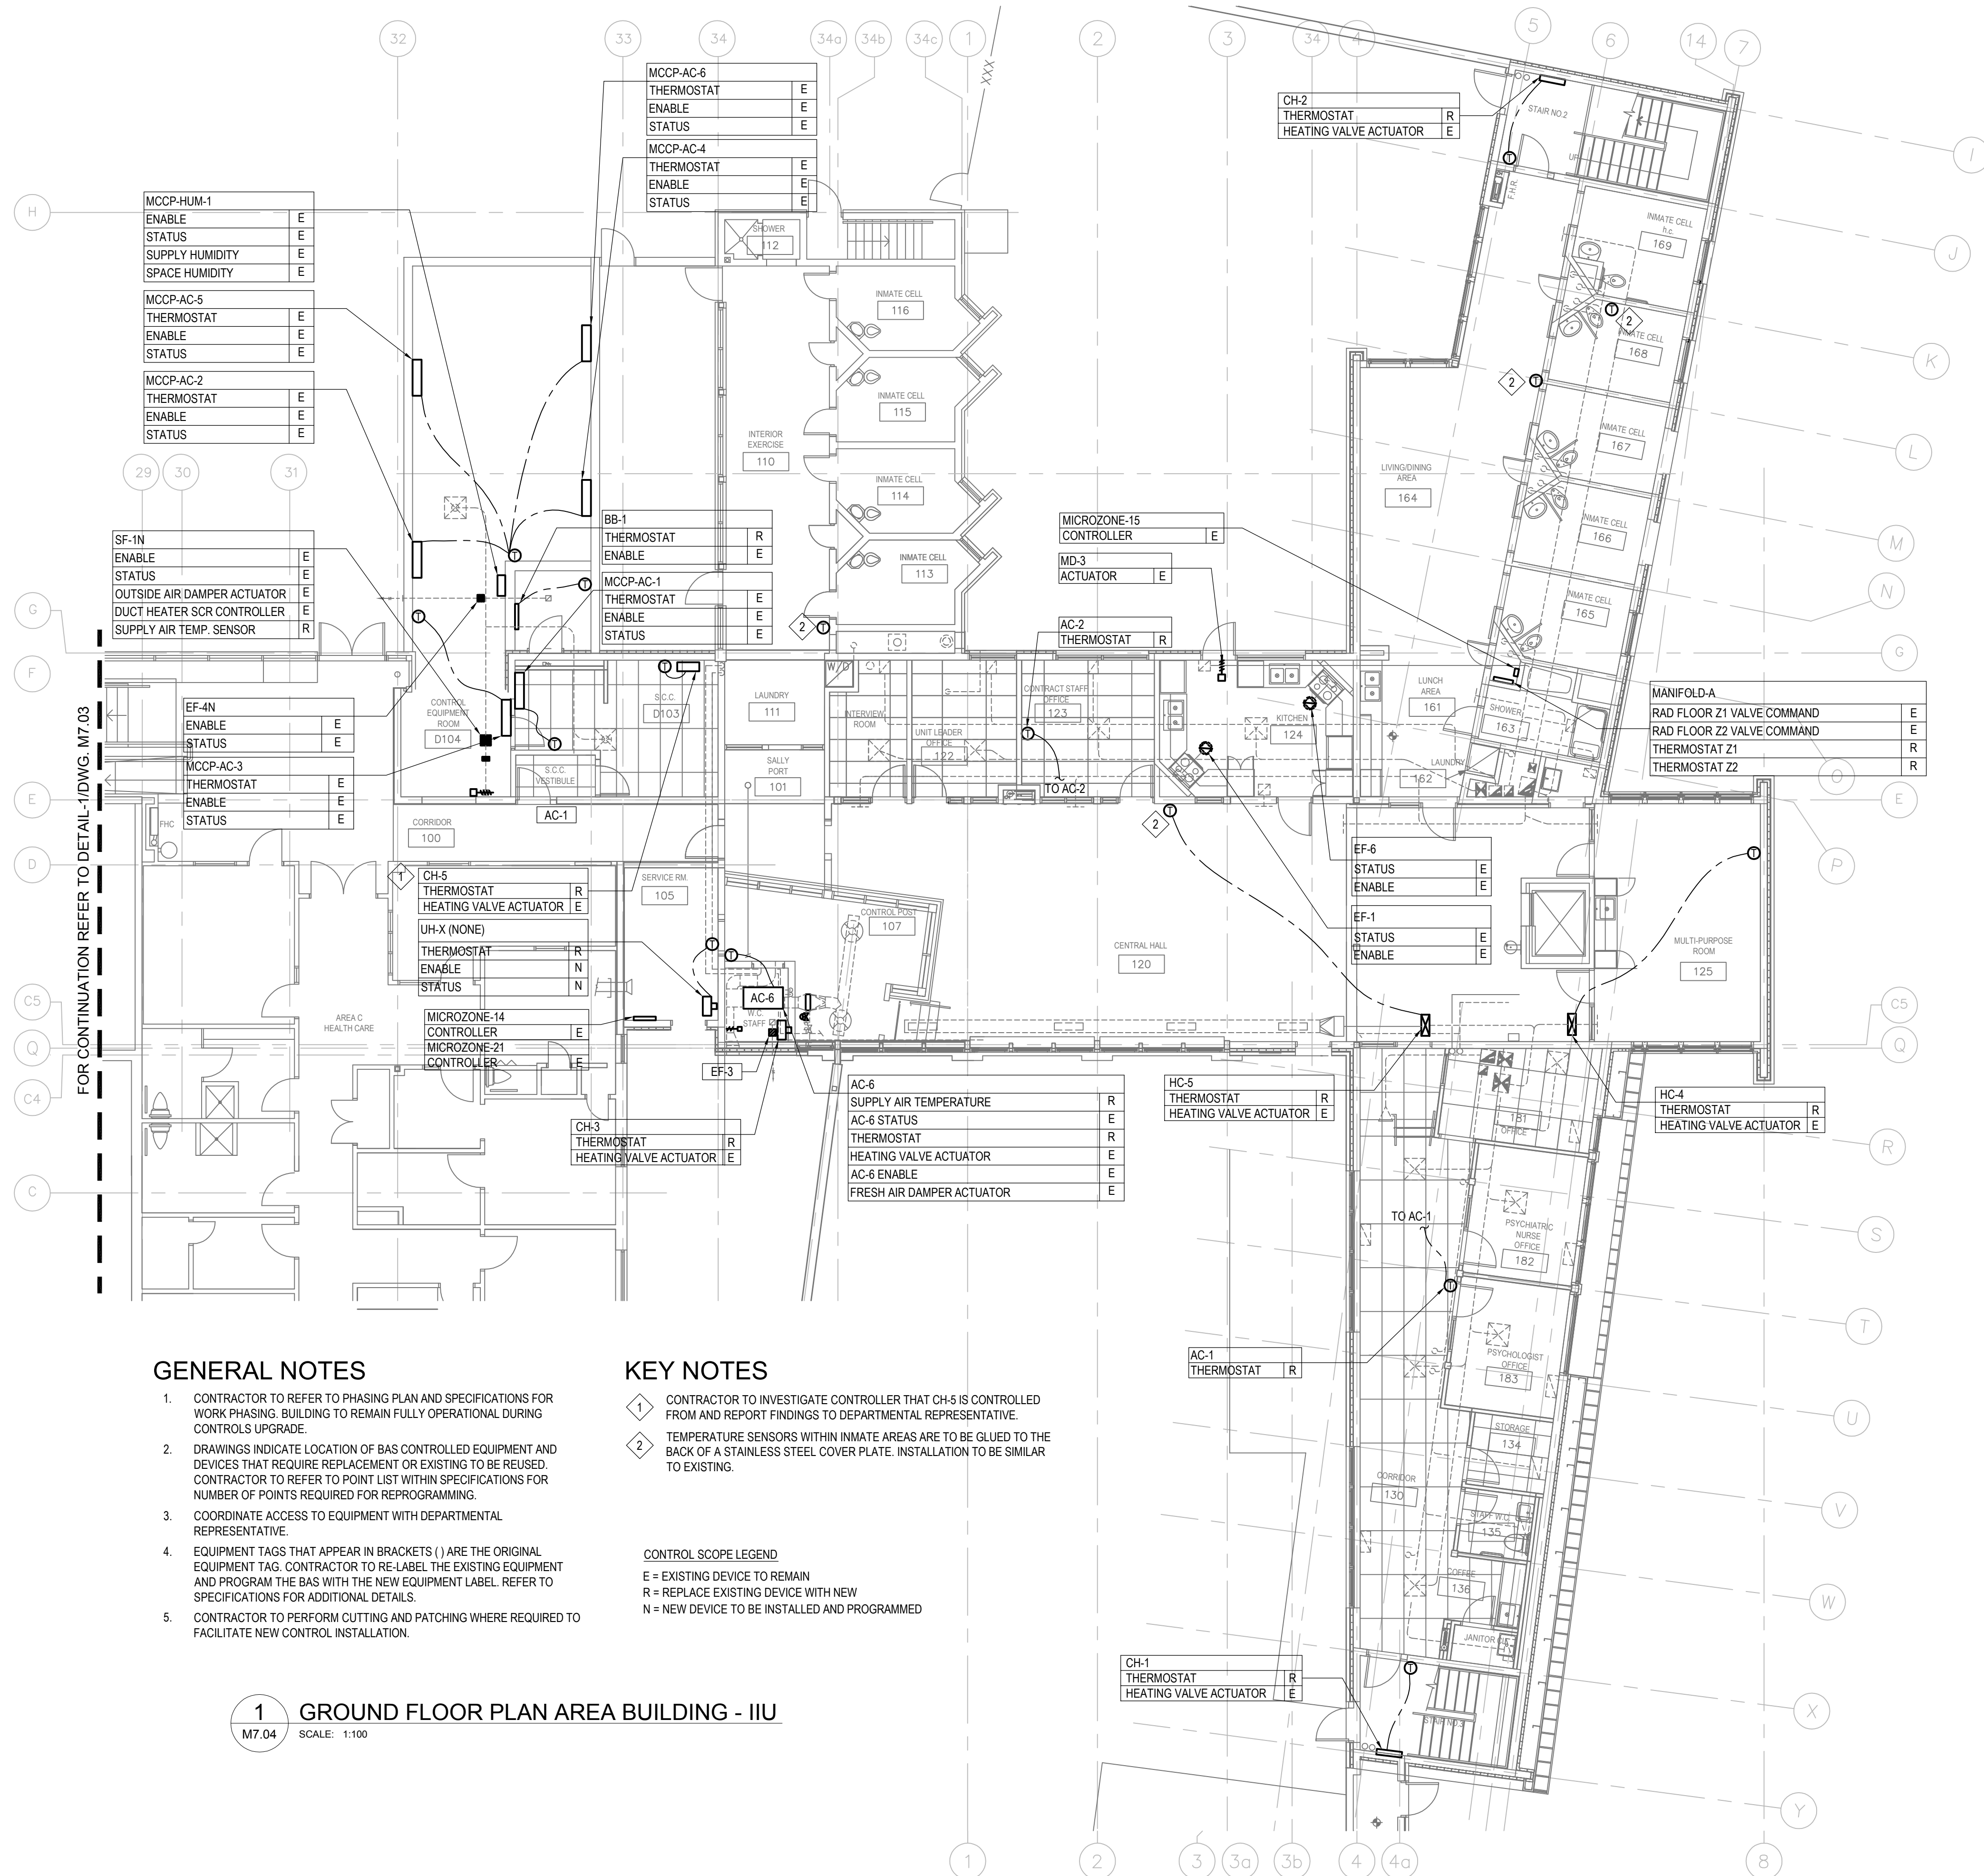 32
33
34
34a
34b
34c
1
2
3
34
4
5
6
14
7
XXX
MCCP-AC-6
THERMOSTAT E
ENABLE E
STATUS E
MCCP-AC-4
THERMOSTAT E
ENABLE E
STATUS E
CH-2
THERMOSTAT R
HEATING VALVE ACTUATOR E
STAIR NO.2
UP
F.H.R.
I
H
MCCP-HUM-1
ENABLE E
STATUS E
SUPPLY HUMIDITY E
SPACE HUMIDITY E
MCCP-AC-5
THERMOSTAT E
ENABLE E
STATUS E
MCCP-AC-2
THERMOSTAT E
ENABLE E
STATUS E
SHOWER
112
INMATE CELL
116
INMATE CELL
115
INTERIOR
EXERCISE
110
INMATE CELL
114
INMATE CELL
113
INMATE CELL
h.c.
169
J
T
2
INMATE CELL
168
K
2
T
INMATE CELL
167
L
LIVING/DINING
AREA
164
INMATE CELL
166
M
INMATE CELL
165
N
29
30
31
SF-1N
ENABLE E
STATUS E
OUTSIDE AIR DAMPER ACTUATOR E
DUCT HEATER SCR CONTROLLER E
SUPPLY AIR TEMP. SENSOR R
BB-1
THERMOSTAT R
ENABLE E
MCCP-AC-1
THERMOSTAT E
ENABLE E
STATUS E
MICROZONE-15
CONTROLLER E
MD-3
ACTUATOR E
AC-2
THERMOSTAT R
G
F
2
T
G
EF-4N
ENABLE E
STATUS E
MCCP-AC-3
THERMOSTAT E
ENABLE E
STATUS E
CONTROL
EQUIPMENT
ROOM
D104
S.C.C.
D103
S.C.C.
VESTIBULE
LAUNDRY
111
SALLY
PORT
101
W/D
INTERVIEW
ROOM
UNIT LEADER
OFFICE
122
CONTRACT STAFF
OFFICE
123
TO AC-2
KITCHEN
124
LUNCH
AREA
161
SHOWER
163
LAUNDRY
162
MANIFOLD-A
RAD FLOOR Z1 VALVE COMMAND E
RAD FLOOR Z2 VALVE COMMAND E
THERMOSTAT Z1 R
THERMOSTAT Z2 R
O
E
E
FOR CONTINUATION REFER TO DETAIL-1/DWG. M7.03
FHC
CORRIDOR
100
AC-1
2
T
P
D
1
CH-5
THERMOSTAT R
HEATING VALVE ACTUATOR E
UH-X (NONE)
THERMOSTAT R
ENABLE N
STATUS N
MICROZONE-14
CONTROLLER E
MICROZONE-21
CONTROLLER E
SERVICE RM.
105
CONTROL POST
107
CENTRAL HALL
120
EF-6
STATUS E
ENABLE E
EF-1
STATUS E
ENABLE E
MULTI-PURPOSE
ROOM
125
AC-6
W.C.
STAFF
AREA C
HEALTH CARE
C5
Q
C4
C
C5
Q
EF-3
CH-3
THERMOSTAT R
HEATING VALVE ACTUATOR E
AC-6
SUPPLY AIR TEMPERATURE R
AC-6 STATUS E
THERMOSTAT R
HEATING VALVE ACTUATOR E
AC-6 ENABLE E
FRESH AIR DAMPER ACTUATOR E
HC-5
THERMOSTAT R
HEATING VALVE ACTUATOR E
HC-4
THERMOSTAT R
HEATING VALVE ACTUATOR E
181
OFFICE
R
TO AC-1
PSYCHIATRIC
NURSE
OFFICE
182
S
T
AC-1
THERMOSTAT R
PSYCHOLOGIST
OFFICE
183
T
U
STORAGE
134
CORRIDOR
130
STAFF W.C.
135
V
COFFEE
136
W
JANITOR
CH-1
THERMOSTAT R
HEATING VALVE ACTUATOR E
STAIR NO.3
X
Y
GENERAL NOTES
1. CONTRACTOR TO REFER TO PHASING PLAN AND SPECIFICATIONS FOR
WORK PHASING. BUILDING TO REMAIN FULLY OPERATIONAL DURING
CONTROLS UPGRADE.
2. DRAWINGS INDICATE LOCATION OF BAS CONTROLLED EQUIPMENT AND
DEVICES THAT REQUIRE REPLACEMENT OR EXISTING TO BE REUSED.
CONTRACTOR TO REFER TO POINT LIST WITHIN SPECIFICATIONS FOR
NUMBER OF POINTS REQUIRED FOR REPROGRAMMING.
3. COORDINATE ACCESS TO EQUIPMENT WITH DEPARTMENTAL
REPRESENTATIVE.
4. EQUIPMENT TAGS THAT APPEAR IN BRACKETS ( ) ARE THE ORIGINAL
EQUIPMENT TAG. CONTRACTOR TO RE-LABEL THE EXISTING EQUIPMENT
AND PROGRAM THE BAS WITH THE NEW EQUIPMENT LABEL. REFER TO
SPECIFICATIONS FOR ADDITIONAL DETAILS.
5. CONTRACTOR TO PERFORM CUTTING AND PATCHING WHERE REQUIRED TO
FACILITATE NEW CONTROL INSTALLATION.
KEY NOTES
1 CONTRACTOR TO INVESTIGATE CONTROLLER THAT CH-5 IS CONTROLLED
FROM AND REPORT FINDINGS TO DEPARTMENTAL REPRESENTATIVE.
2 TEMPERATURE SENSORS WITHIN INMATE AREAS ARE TO BE GLUED TO THE
BACK OF A STAINLESS STEEL COVER PLATE. INSTALLATION TO BE SIMILAR
TO EXISTING.
CONTROL SCOPE LEGEND
E = EXISTING DEVICE TO REMAIN
R = REPLACE EXISTING DEVICE WITH NEW
N = NEW DEVICE TO BE INSTALLED AND PROGRAMMED
1
M7.04
GROUND FLOOR PLAN AREA BUILDING - IIU
SCALE: 1:100
1
2
3
3a
3b
4
4a
8